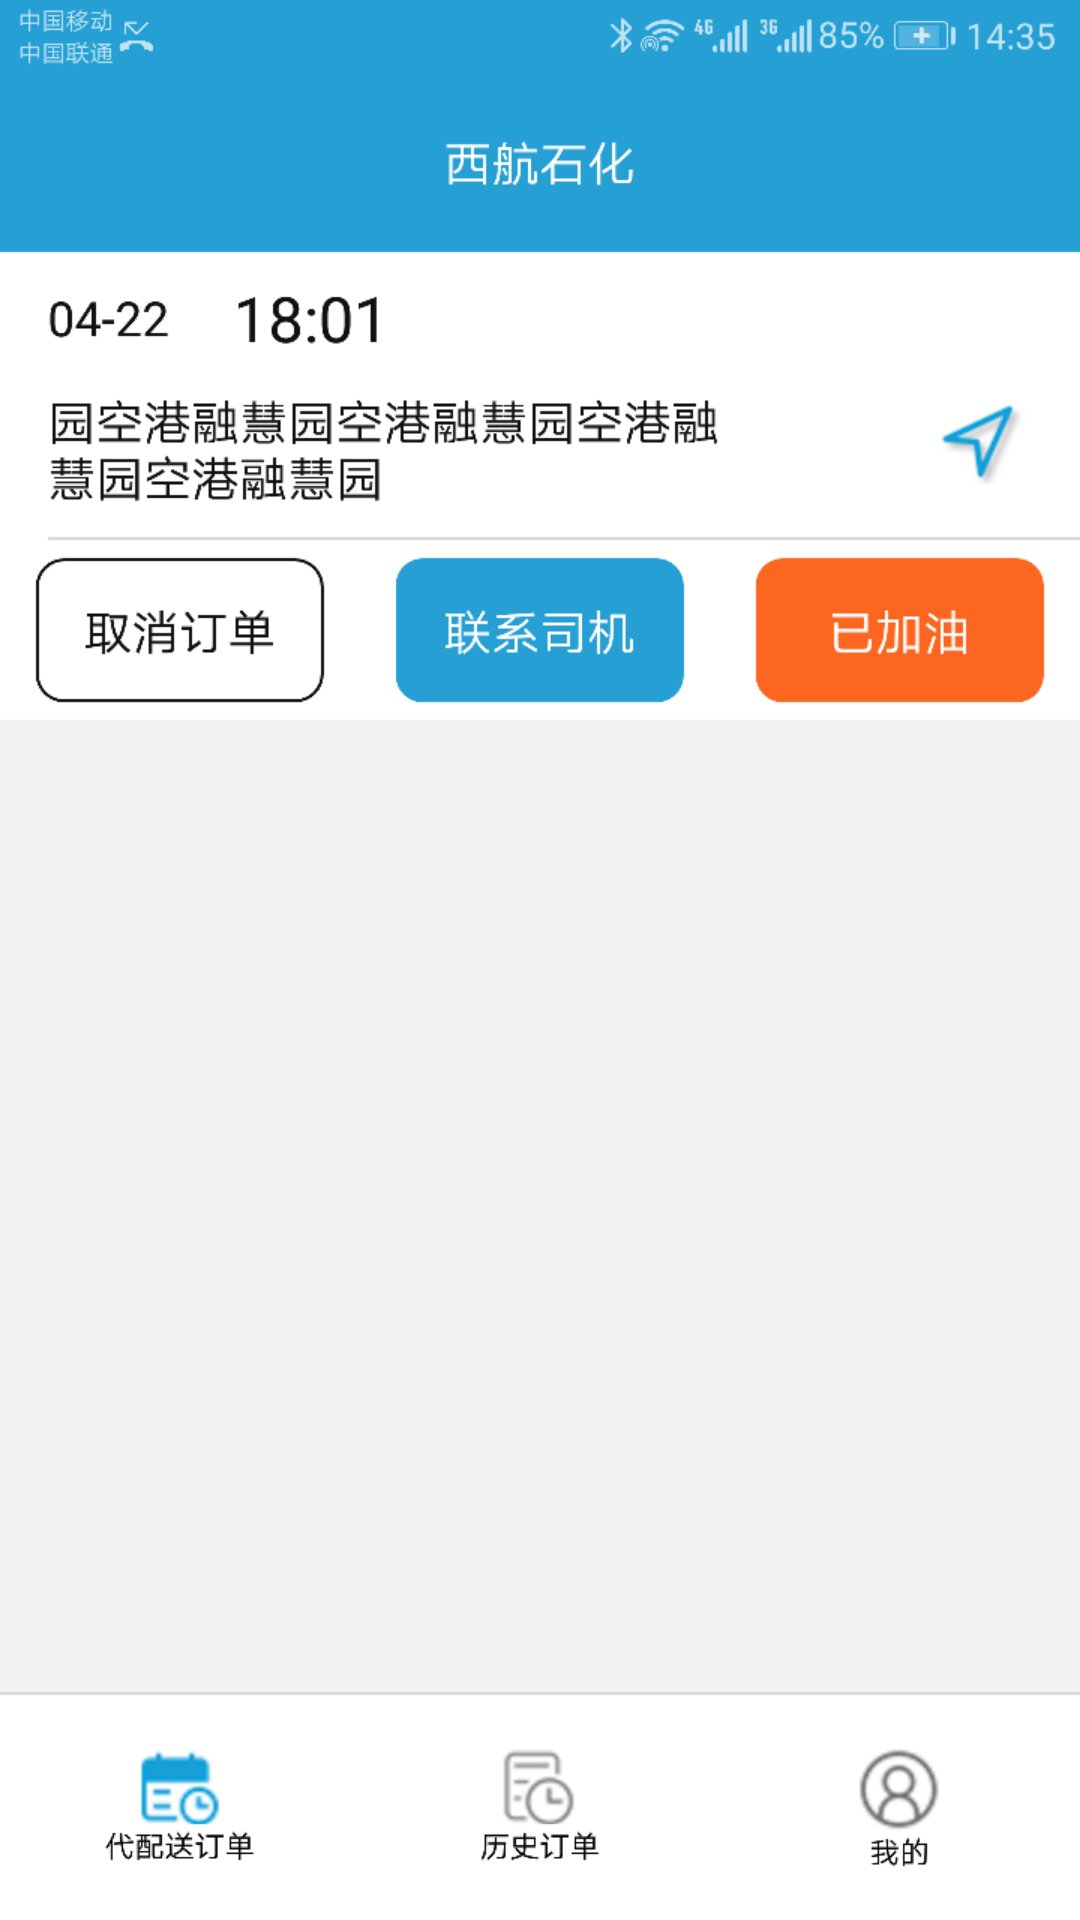 中国移动
中国联通
4G 3G 85% 14:35
西航石化
04-22 18:01
园空港融慧园空港融慧园空港融
慧园空港融慧园
取消订单 联系司机 已加油
代配送订单 历史订单 我的